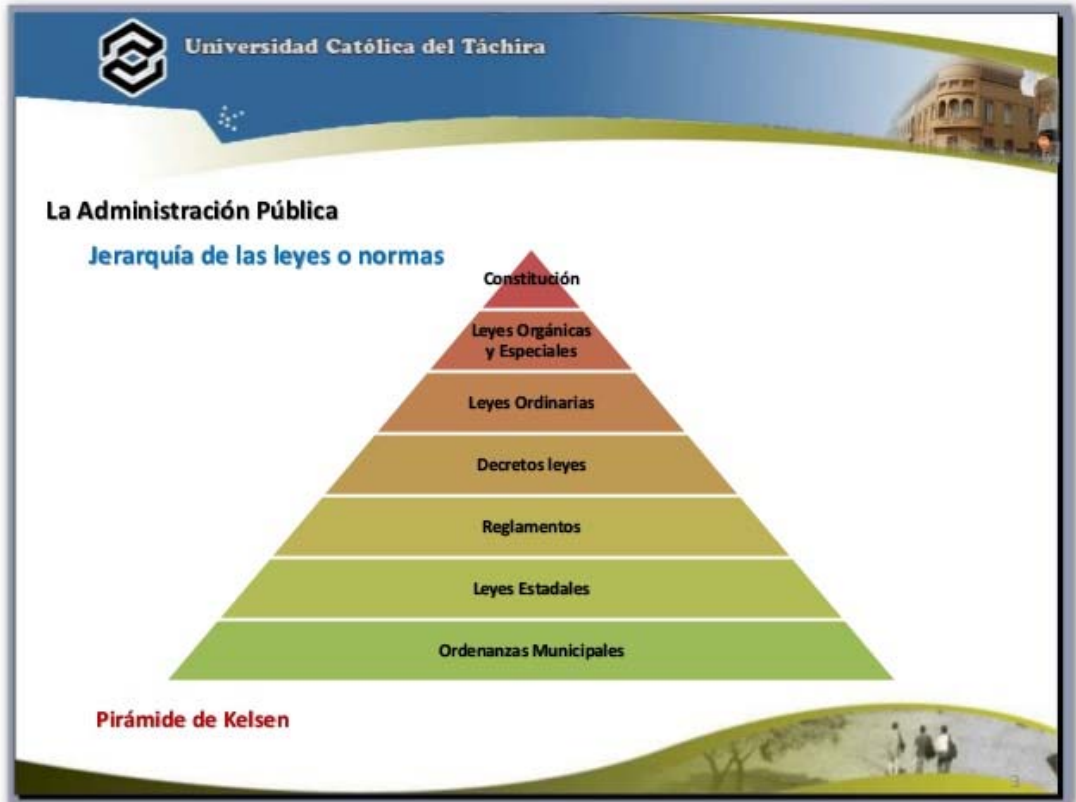 Universidad Católica del Táchira
La Administración Pública
Jerarquía de las leyes o normas
Constitución
Leyes Orgánicas
y Especiales
Leyes Ordinarias
Decretos leyes
Reglamentos
Leyes Estadales
Ordenanzas Municipales
Pirámide de Kelsen
3